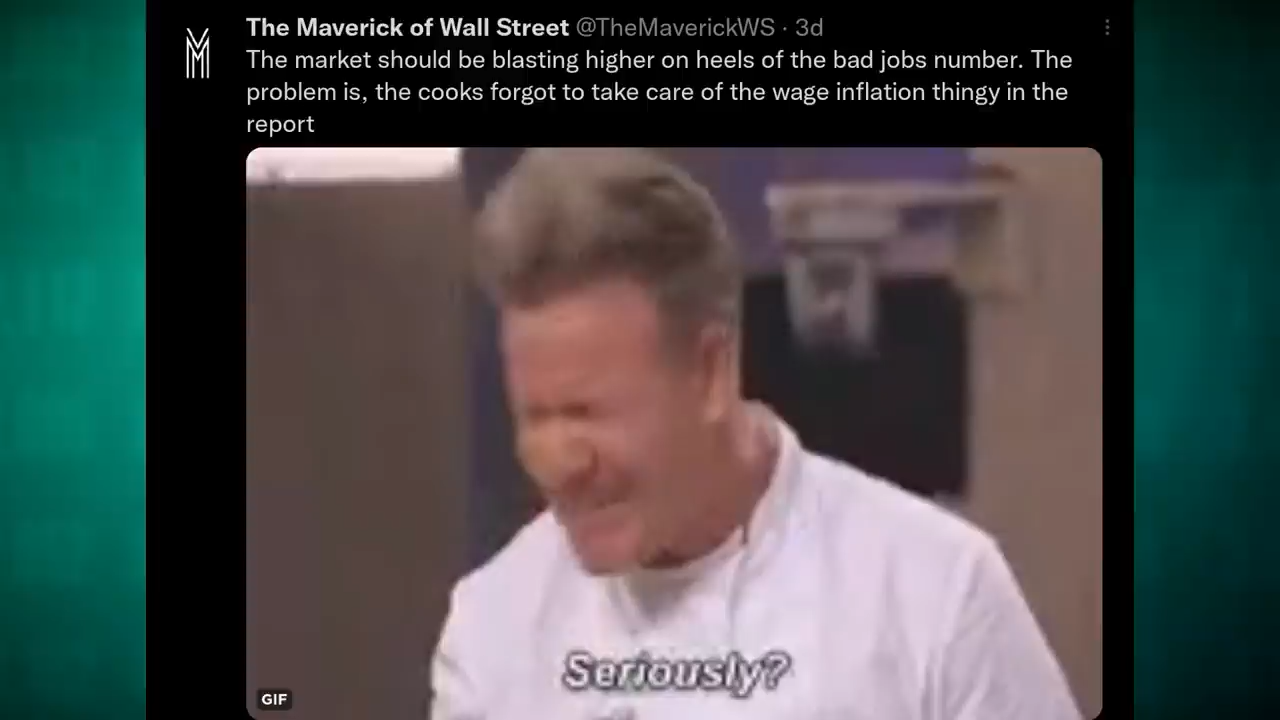 The Maverick of Wall Street @TheMaverickWS · 3d
The market should be blasting higher on heels of the bad jobs number. The
problem is, the cooks forgot to take care of the wage inflation thingy in the
report
Seriously?
GIF